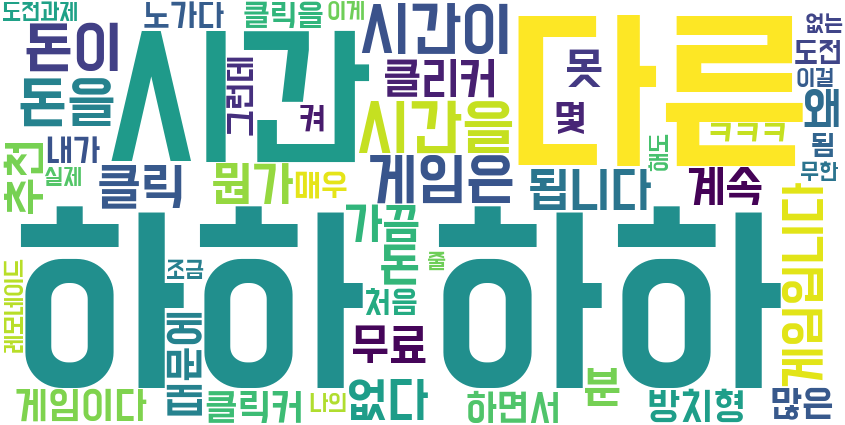 도전과제 노가다 클릭을 이게 시간이 없는
돈이 시간 다른 못 도전
돈을 그런데 켜 클리커 몇 이걸 왜
시간을 ㅋㅋㅋ 됨
추천 내가 실제 클릭 뭔가 매우 게임은 됩니다 도해 계속 무한
하하 하하
가끔 돈 줄 게임입니다
레모네이드 조금 처음
때문에 무료
게임이다 클릭커 나의 없다 하면서 분 방치형 많은